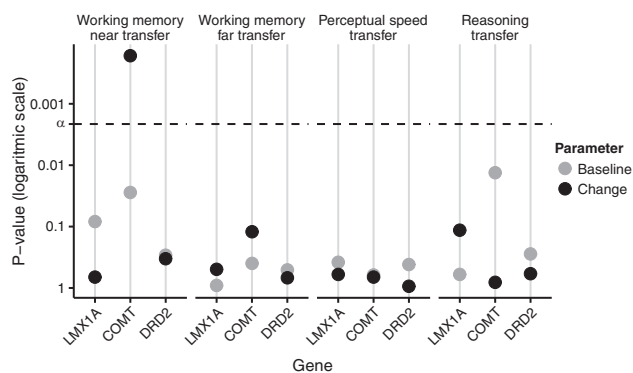 Working memory
near transfer
Working memory
far transfer
Perceptual speed
transfer
Reasoning
transfer
P−value (logaritmic scale)
0.001
α
0.01
0.1
1
LMX1A
COMT
DRD2
LMX1A
COMT
DRD2
LMX1A
COMT
DRD2
LMX1A
COMT
DRD2
Gene
Parameter
Baseline
Change